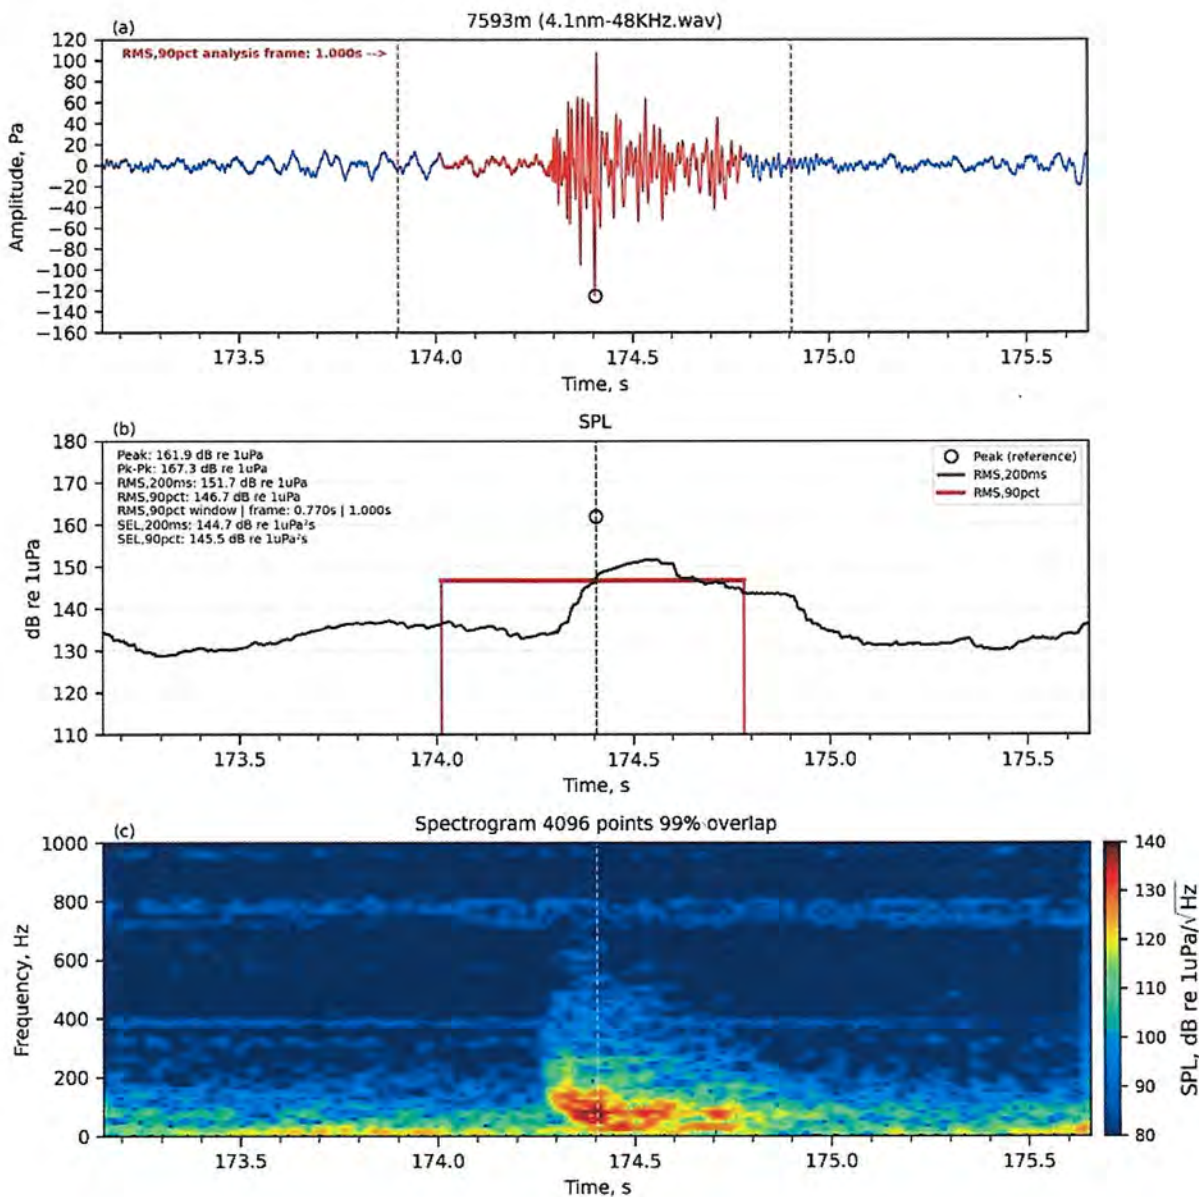 7593m (4.1nm-48KHz.wav)
(a)
RMS,90pct analysis frame: 1.000s -->
120
100
80
60
40
20
0
−20
−40
−60
−80
−100
−120
−140
−160
Amplitude, Pa
173.5 174.0 174.5 175.0 175.5
Time, s
SPL
(b)
Peak: 161.9 dB re 1uPa
Pk-Pk: 167.3 dB re 1uPa
RMS,200ms: 151.7 dB re 1uPa
RMS,90pct: 146.7 dB re 1uPa
RMS,90pct window | frame: 0.770s | 1.000s
SEL,200ms: 144.7 dB re 1uPa²s
SEL,90pct: 145.5 dB re 1uPa²s
Peak (reference)
RMS,200ms
RMS,90pct
180
170
160
150
140
130
120
110
dB re 1uPa
173.5 174.0 174.5 175.0 175.5
Time, s
Spectrogram 4096 points 99% overlap
(c)
1000
800
600
400
200
0
Frequency, Hz
173.5 174.0 174.5 175.0 175.5
Time, s
140
130
120
110
100
90
80
SPL, dB re 1uPa/√Hz